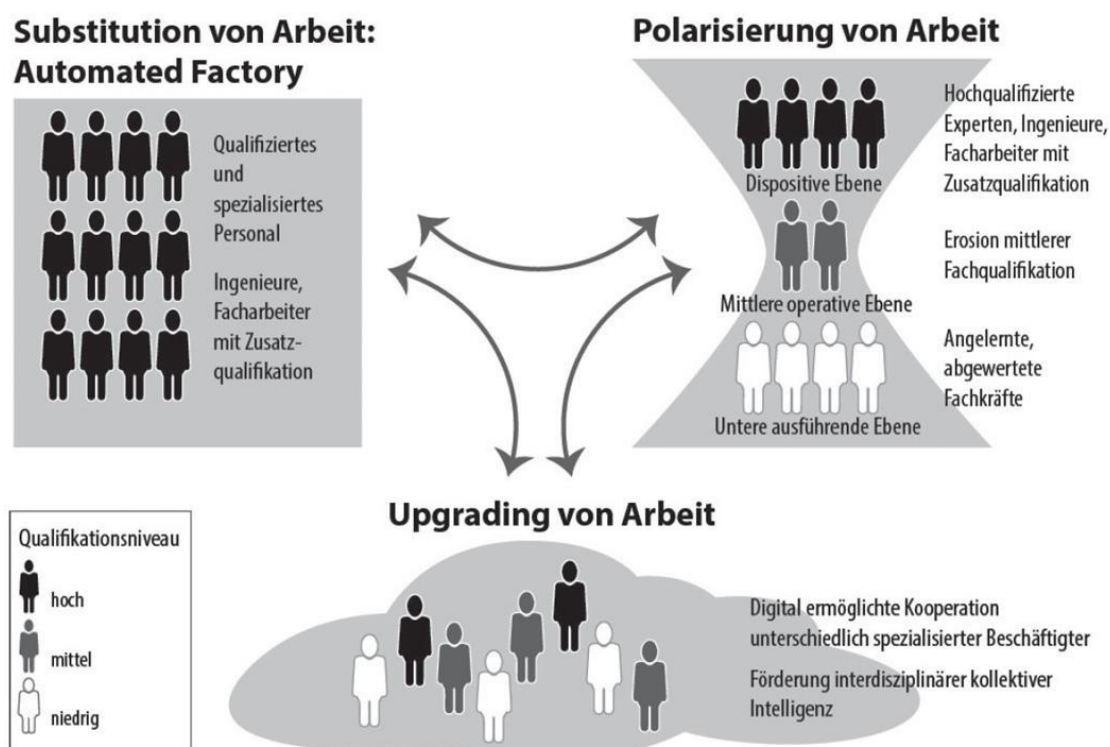 Substitution von Arbeit:
Automated Factory
Qualifiziertes
und
spezialisiertes
Personal
Ingenieure,
Facharbeiter
mit Zusatz-
qualifikation
Polarisierung von Arbeit
Hochqualifizierte
Experten, Ingenieure,
Facharbeiter mit
Zusatzqualifikation
Dispositive Ebene
Erosion mittlerer
Fachqualifikation
Mittlere operative Ebene
Angelernte,
abgewertete
Fachkräfte
Untere ausführende Ebene
Upgrading von Arbeit
Digital ermöglichte Kooperation
unterschiedlich spezialisierter Beschäftigter
Förderung interdisziplinärer kollektiver
Intelligenz
Qualifikationsniveau
hoch
mittel
niedrig